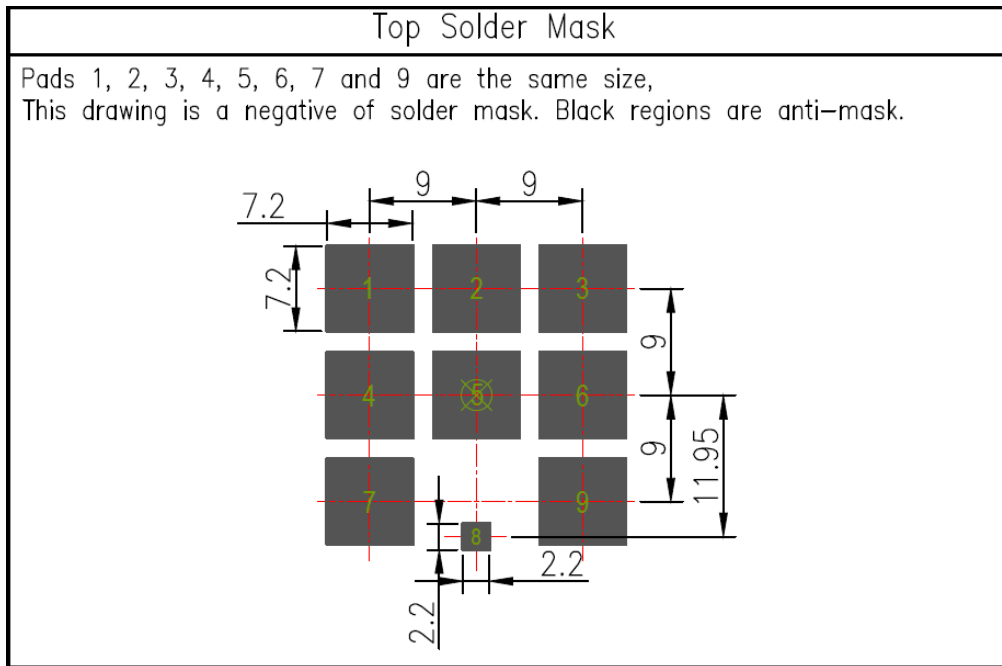 Top Solder Mask
Pads 1, 2, 3, 4, 5, 6, 7 and 9 are the same size,
This drawing is a negative of solder mask. Black regions are anti-mask.
9 9
7.2
7.2
1 2 3
9
4 5 6
9
11.95
7 9
8
2.2
2.2